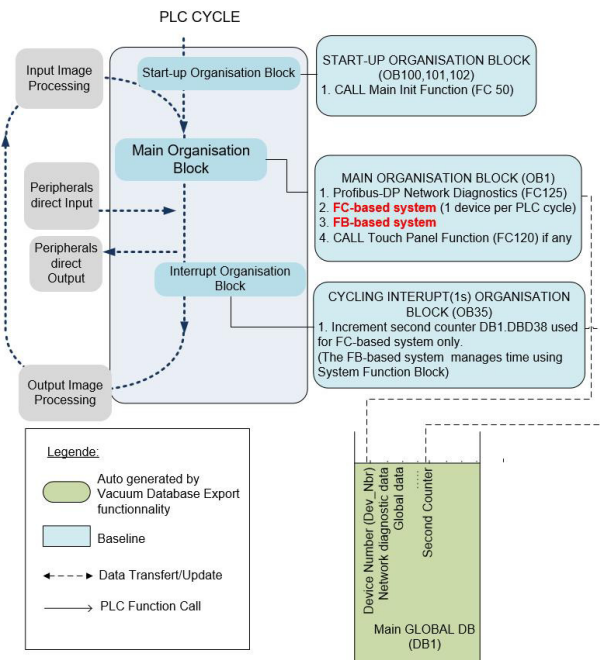 PLC CYCLE
Input Image
Processing
Start-up Organisation Block
START-UP ORGANISATION BLOCK
(OB100,101,102)
1. CALL Main Init Function (FC 50)
Main Organisation
Block
MAIN ORGANISATION BLOCK (OB1)
1. Profibus-DP Network Diagnostics (FC125)
2. FC-based system (1 device per PLC cycle)
3. FB-based system
4. CALL Touch Panel Function (FC120) if any
Peripherals
direct Input
Peripherals
direct
Output
Interrupt Organisation
Block
CYCLING INTERUPT(1s) ORGANISATION
BLOCK (OB35)
1. Increment second counter DB1.DBD38 used
for FC-based system only.
(The FB-based system manages time using
System Function Block)
Output Image
Processing
Legende:
Auto generated by
Vacuum Database Export
functionnality
Baseline
Data Transfert/Update
PLC Function Call
Device Number (Dev_Nbr)
Network diagnostic data
Global data
......
Second Counter
Main GLOBAL DB
(DB1)